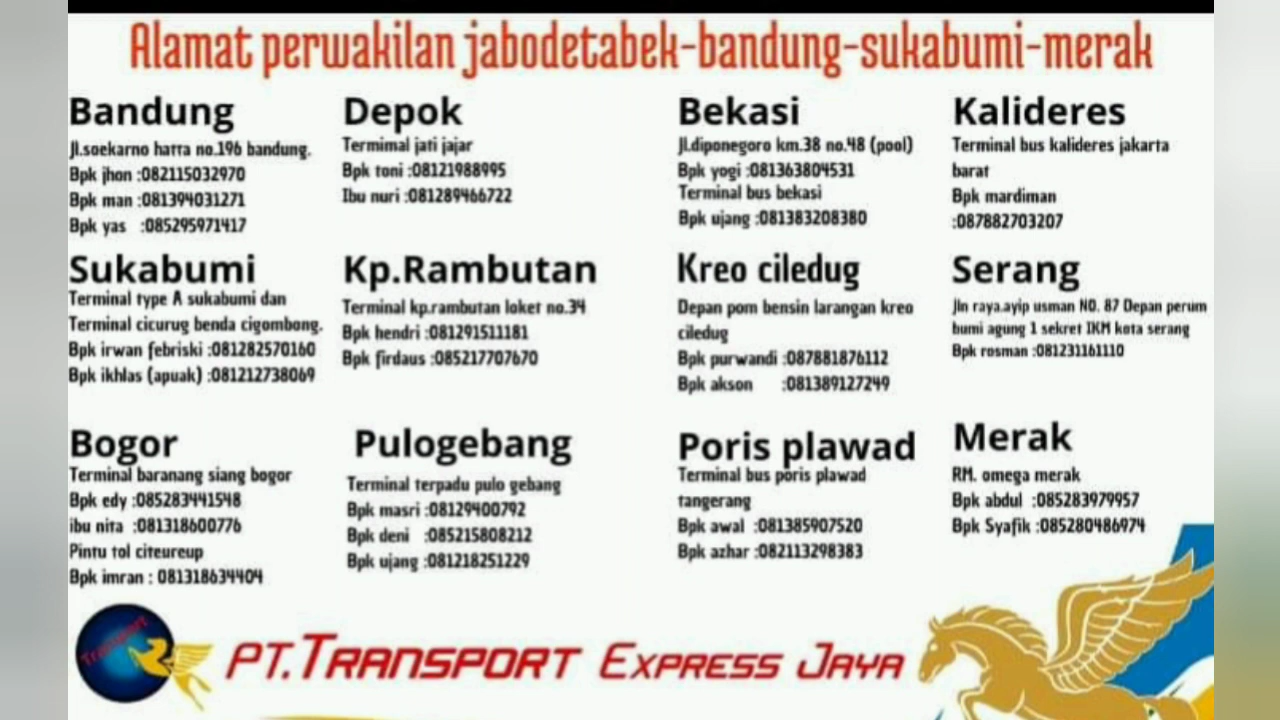 Alamat perwakilan jabodetabek-bandung-sukabumi-merak
Bandung
Jl.soekarno hatta no.196 bandung.
Bpk jhon :082115032970
Bpk man :081394031271
Bpk yas :085295971417
Depok
Termimal jati jajar
Bpk toni :08121988995
Ibu nuri :081289466722
Bekasi
Jl.diponegoro km.38 no.48 (pool)
Bpk yogi :081363804531
Terminal bus bekasi
Bpk ujang :081383208380
Kalideres
Terminal bus kalideres jakarta
barat
Bpk mardiman
:087882703207
Sukabumi
Terminal type A sukabumi dan
Terminal cicurug benda cigombong.
Bpk irwan febriski :081282570160
Bpk ikhlas (apuak) :081212738069
Kp.Rambutan
Terminal kp.rambutan loket no.34
Bpk hendri :081291511181
Bpk firdaus :085217707670
Kreo ciledug
Depan pom bensin larangan kreo
ciledug
Bpk purwandi :087881876112
Bpk akson :081389127249
Serang
Jln raya.ayip usman NO. 87 Depan perum
bumi agung 1 sekret IKM kota serang
Bpk rosman :081231161110
Bogor
Terminal baranang siang bogor
Bpk edy :085283441548
ibu nita :081318600776
Pintu tol citeureup
Bpk imran : 081318634404
Pulogebang
Terminal terpadu pulo gebang
Bpk masri :08129400792
Bpk deni :085215808212
Bpk ujang :081218251229
Poris plawad
Terminal bus poris plawad
tangerang
Bpk awal :081385907520
Bpk azhar :082113298383
Merak
RM. omega merak
Bpk abdul :085283979957
Bpk Syafik :085280486974
Transport
PT.TRANSPORT EXPRESS JAYA